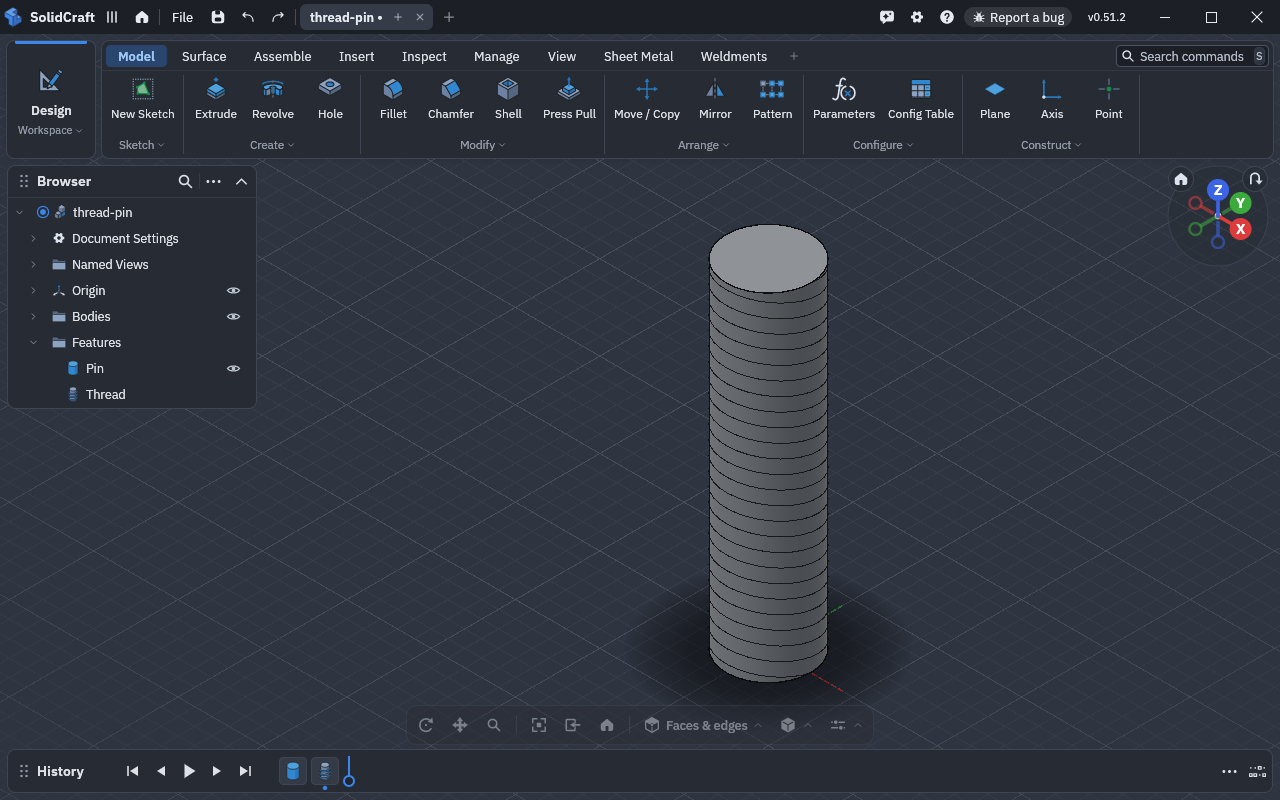 SolidCraft
File
thread-pin •
Report a bug
v0.51.2
Design
Workspace
Model Surface Assemble Insert Inspect Manage View Sheet Metal Weldments
Search commands S
New Sketch Extrude Revolve Hole Fillet Chamfer Shell Press Pull Move / Copy Mirror Pattern Parameters Config Table Plane Axis Point
Sketch Create Modify Arrange Configure Construct
Browser
thread-pin
Document Settings
Named Views
Origin
Bodies
Features
Pin
Thread
Z
Y
X
Faces & edges
History